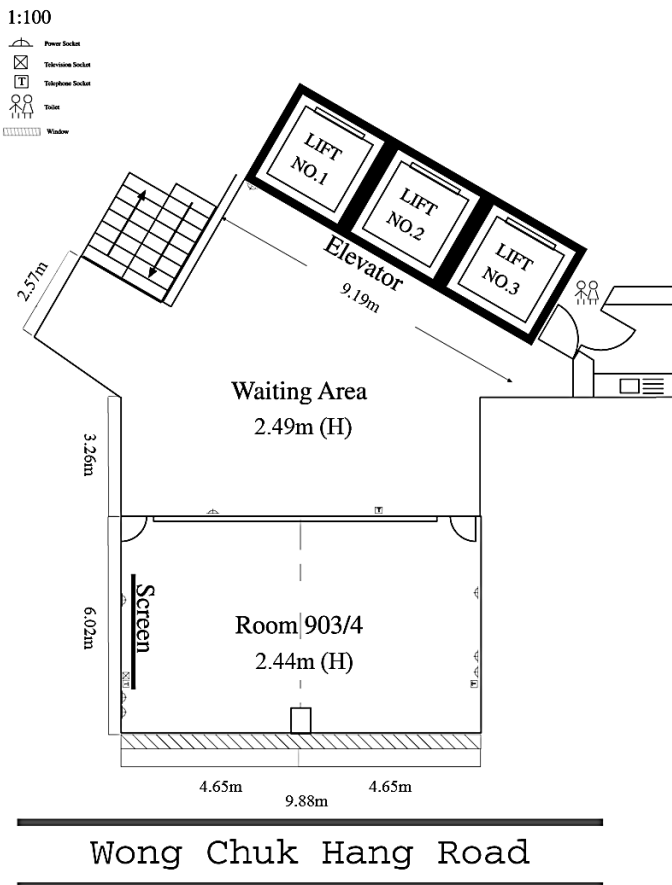 1:100
Power Socket
Television Socket
T
Telephone Socket
Toilet
Window
LIFT
NO.1
LIFT
NO.2
LIFT
NO.3
Elevator
9.19m
2.57m
Waiting Area
2.49m (H)
3.26m
T
Screen
6.02m
Room 903/4
2.44m (H)
T
T
4.65m
4.65m
9.88m
Wong Chuk Hang Road